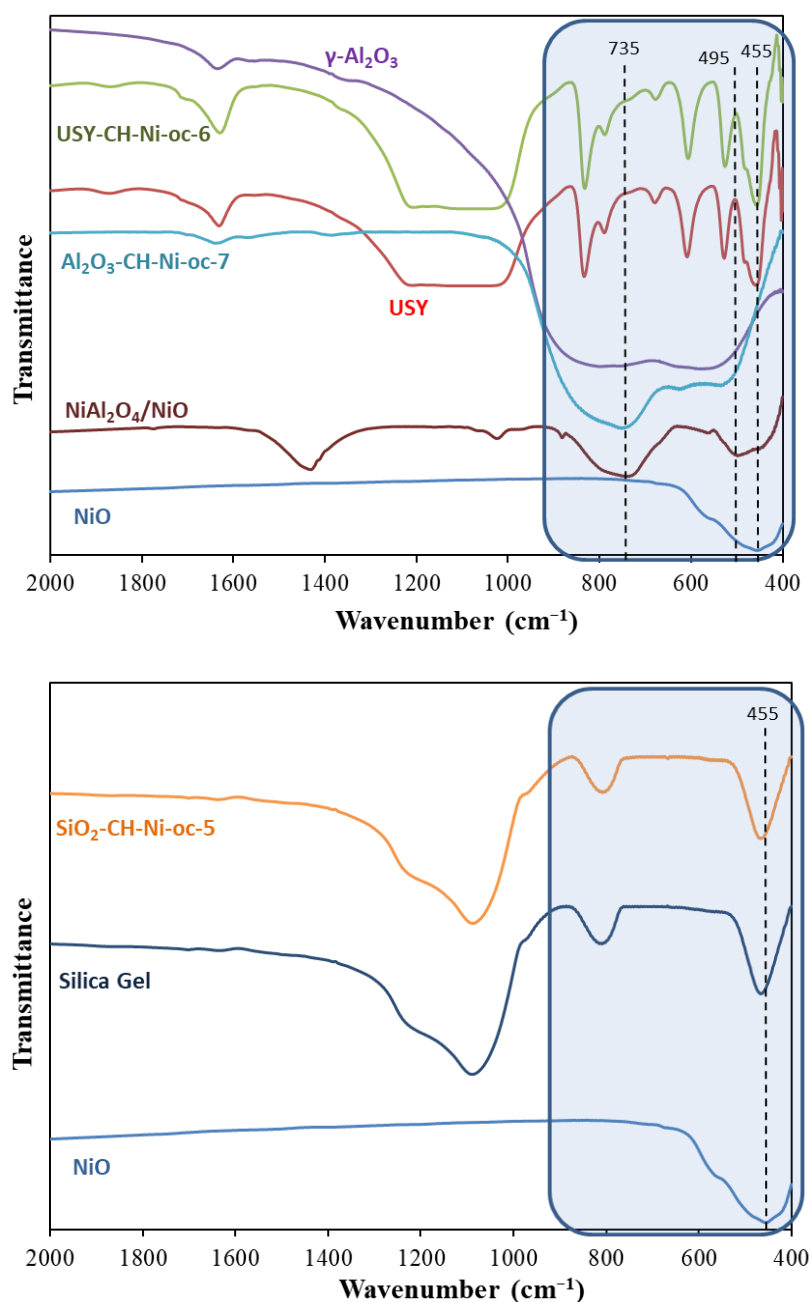 γ-Al₂O₃
735
495
455
USY-CH-Ni-oc-6
Al₂O₃-CH-Ni-oc-7
USY
NiAl₂O₄/NiO
NiO
Transmittance
2000 1800 1600 1400 1200 1000 800 600 400
Wavenumber (cm⁻¹)
455
SiO₂-CH-Ni-oc-5
Silica Gel
NiO
Transmittance
2000 1800 1600 1400 1200 1000 800 600 400
Wavenumber (cm⁻¹)